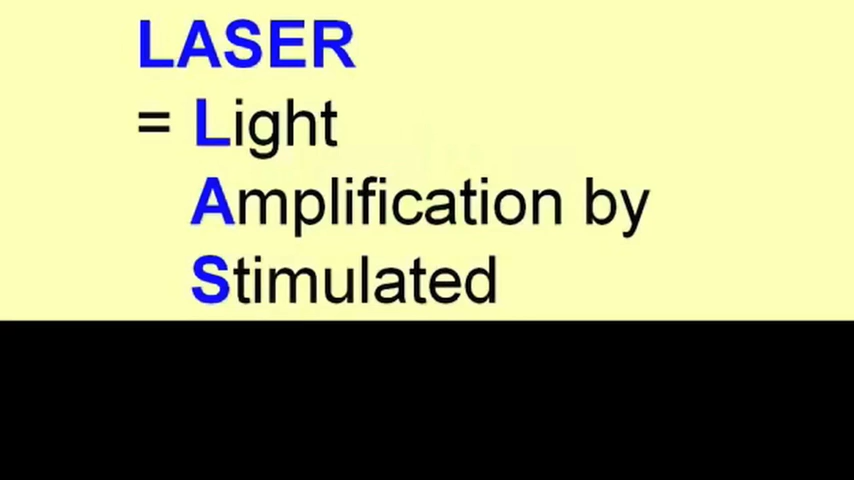 LASER
= Light
Amplification by
Stimulated